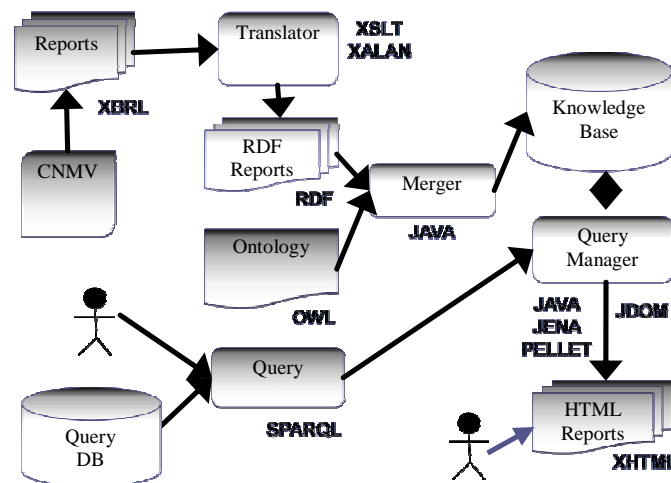 Reports
XBRL
Translator
XSLT
XALAN
Knowledge
Base
CNMV
RDF
Reports
RDF
Merger
JAVA
Ontology
OWL
Query
Manager
JAVA
JENA
PELLET
JDOM
Query
SPARQL
Query
DB
HTML
Reports
XHTML